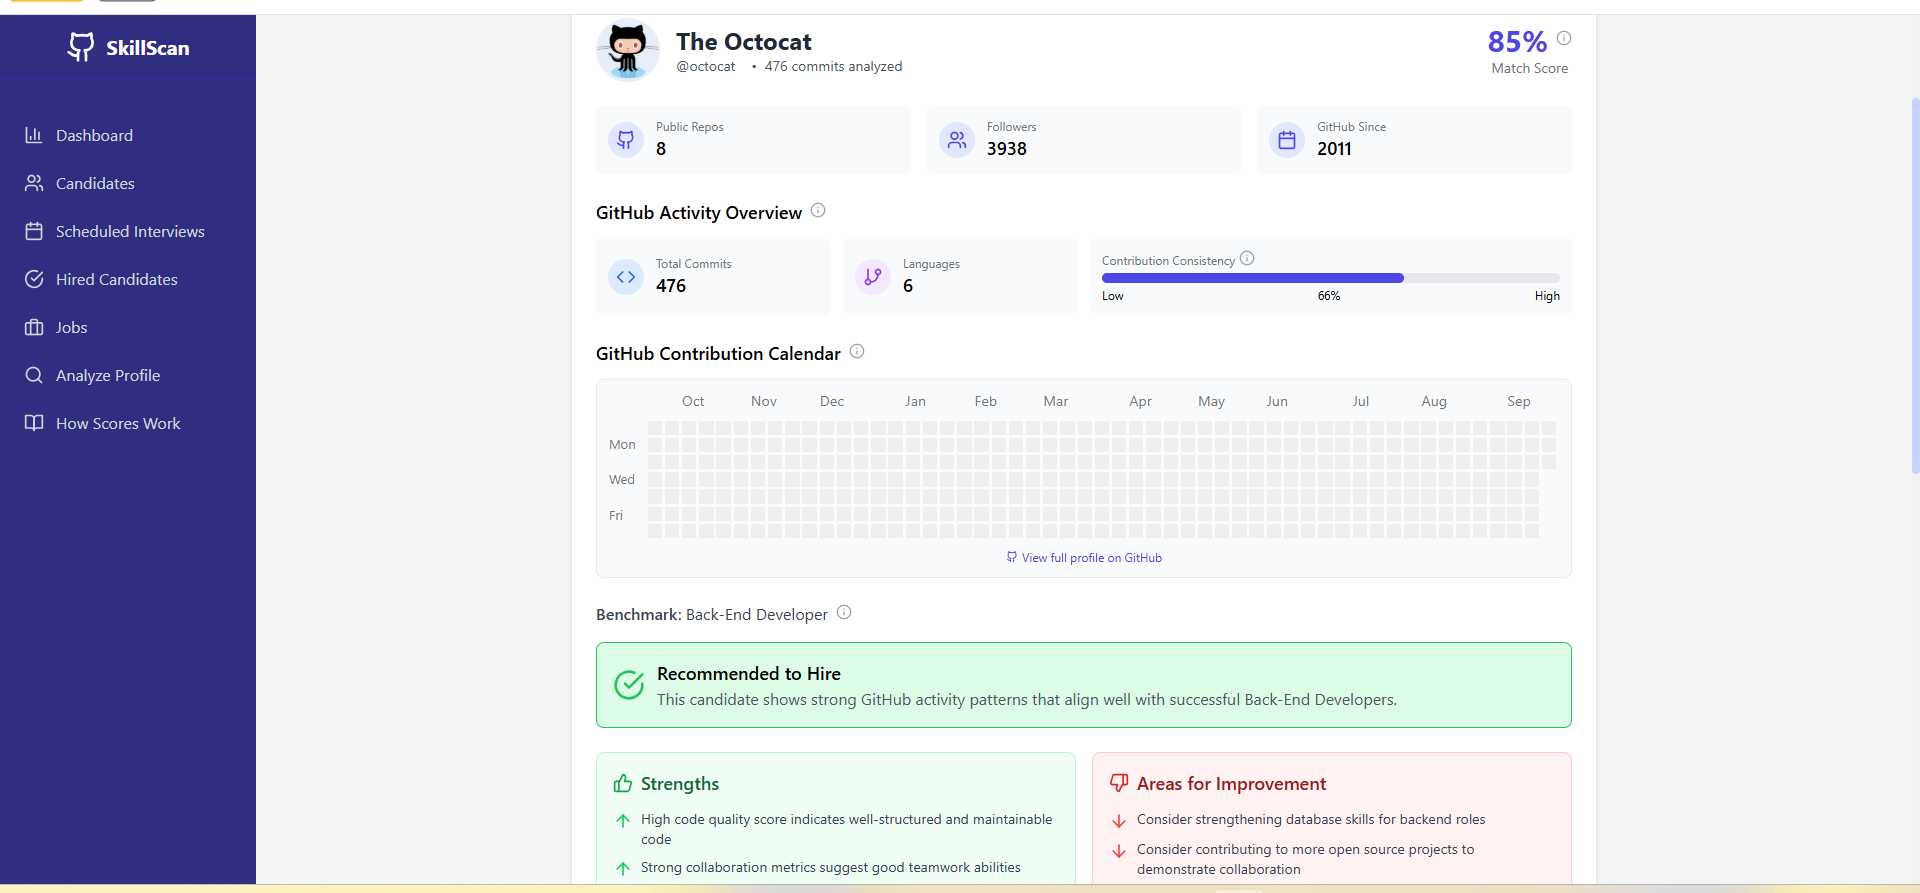 SkillScan
Dashboard
Candidates
Scheduled Interviews
Hired Candidates
Jobs
Analyze Profile
How Scores Work
The Octocat
@octocat • 476 commits analyzed
85%
Match Score
Public Repos
8
Followers
3938
GitHub Since
2011
GitHub Activity Overview
Total Commits
476
Languages
6
Contribution Consistency
Low 66% High
GitHub Contribution Calendar
Oct Nov Dec Jan Feb Mar Apr May Jun Jul Aug Sep
Mon
Wed
Fri
View full profile on GitHub
Benchmark: Back-End Developer
Recommended to Hire
This candidate shows strong GitHub activity patterns that align well with successful Back-End Developers.
Strengths
High code quality score indicates well-structured and maintainable
code
Strong collaboration metrics suggest good teamwork abilities
Areas for Improvement
Consider strengthening database skills for backend roles
Consider contributing to more open source projects to
demonstrate collaboration